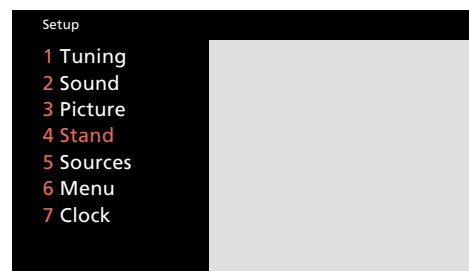 Setup
1 Tuning
2 Sound
3 Picture
4 Stand
5 Sources
6 Menu
7 Clock